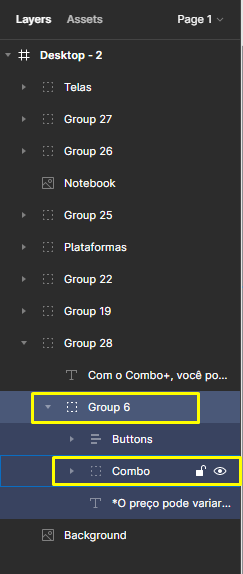 Layers Assets Page 1
Desktop - 2
Telas
Group 27
Group 26
Notebook
Group 25
Plataformas
Group 22
Group 19
Group 28
Com o Combo+, você po...
Group 6
Buttons
Combo
*O preço pode variar...
Background